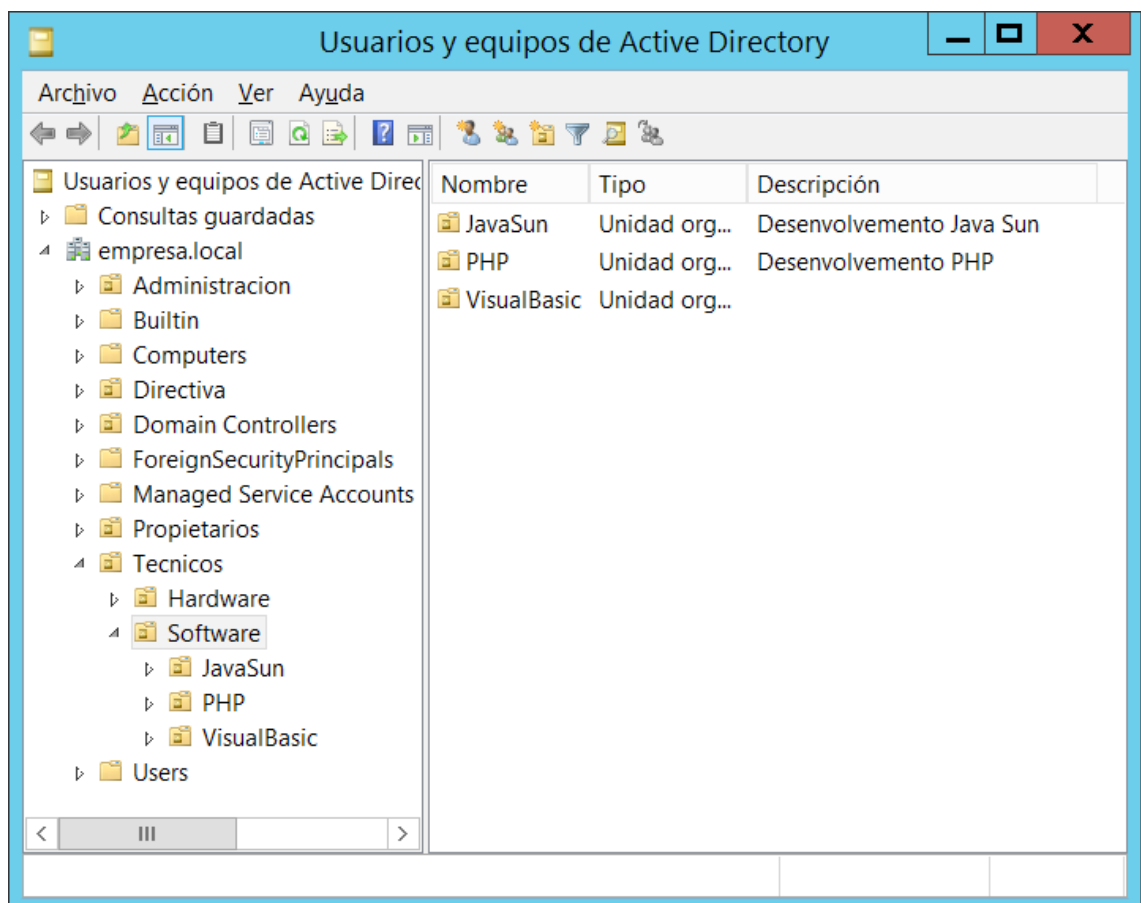 Usuarios y equipos de Active Directory
Archivo Acción Ver Ayuda
Usuarios y equipos de Active Direc
Consultas guardadas
empresa.local
Administracion
Builtin
Computers
Directiva
Domain Controllers
ForeignSecurityPrincipals
Managed Service Accounts
Propietarios
Tecnicos
Hardware
Software
JavaSun
PHP
VisualBasic
Users
Nombre Tipo Descripción
JavaSun Unidad org... Desenvolvemento Java Sun
PHP Unidad org... Desenvolvemento PHP
VisualBasic Unidad org...